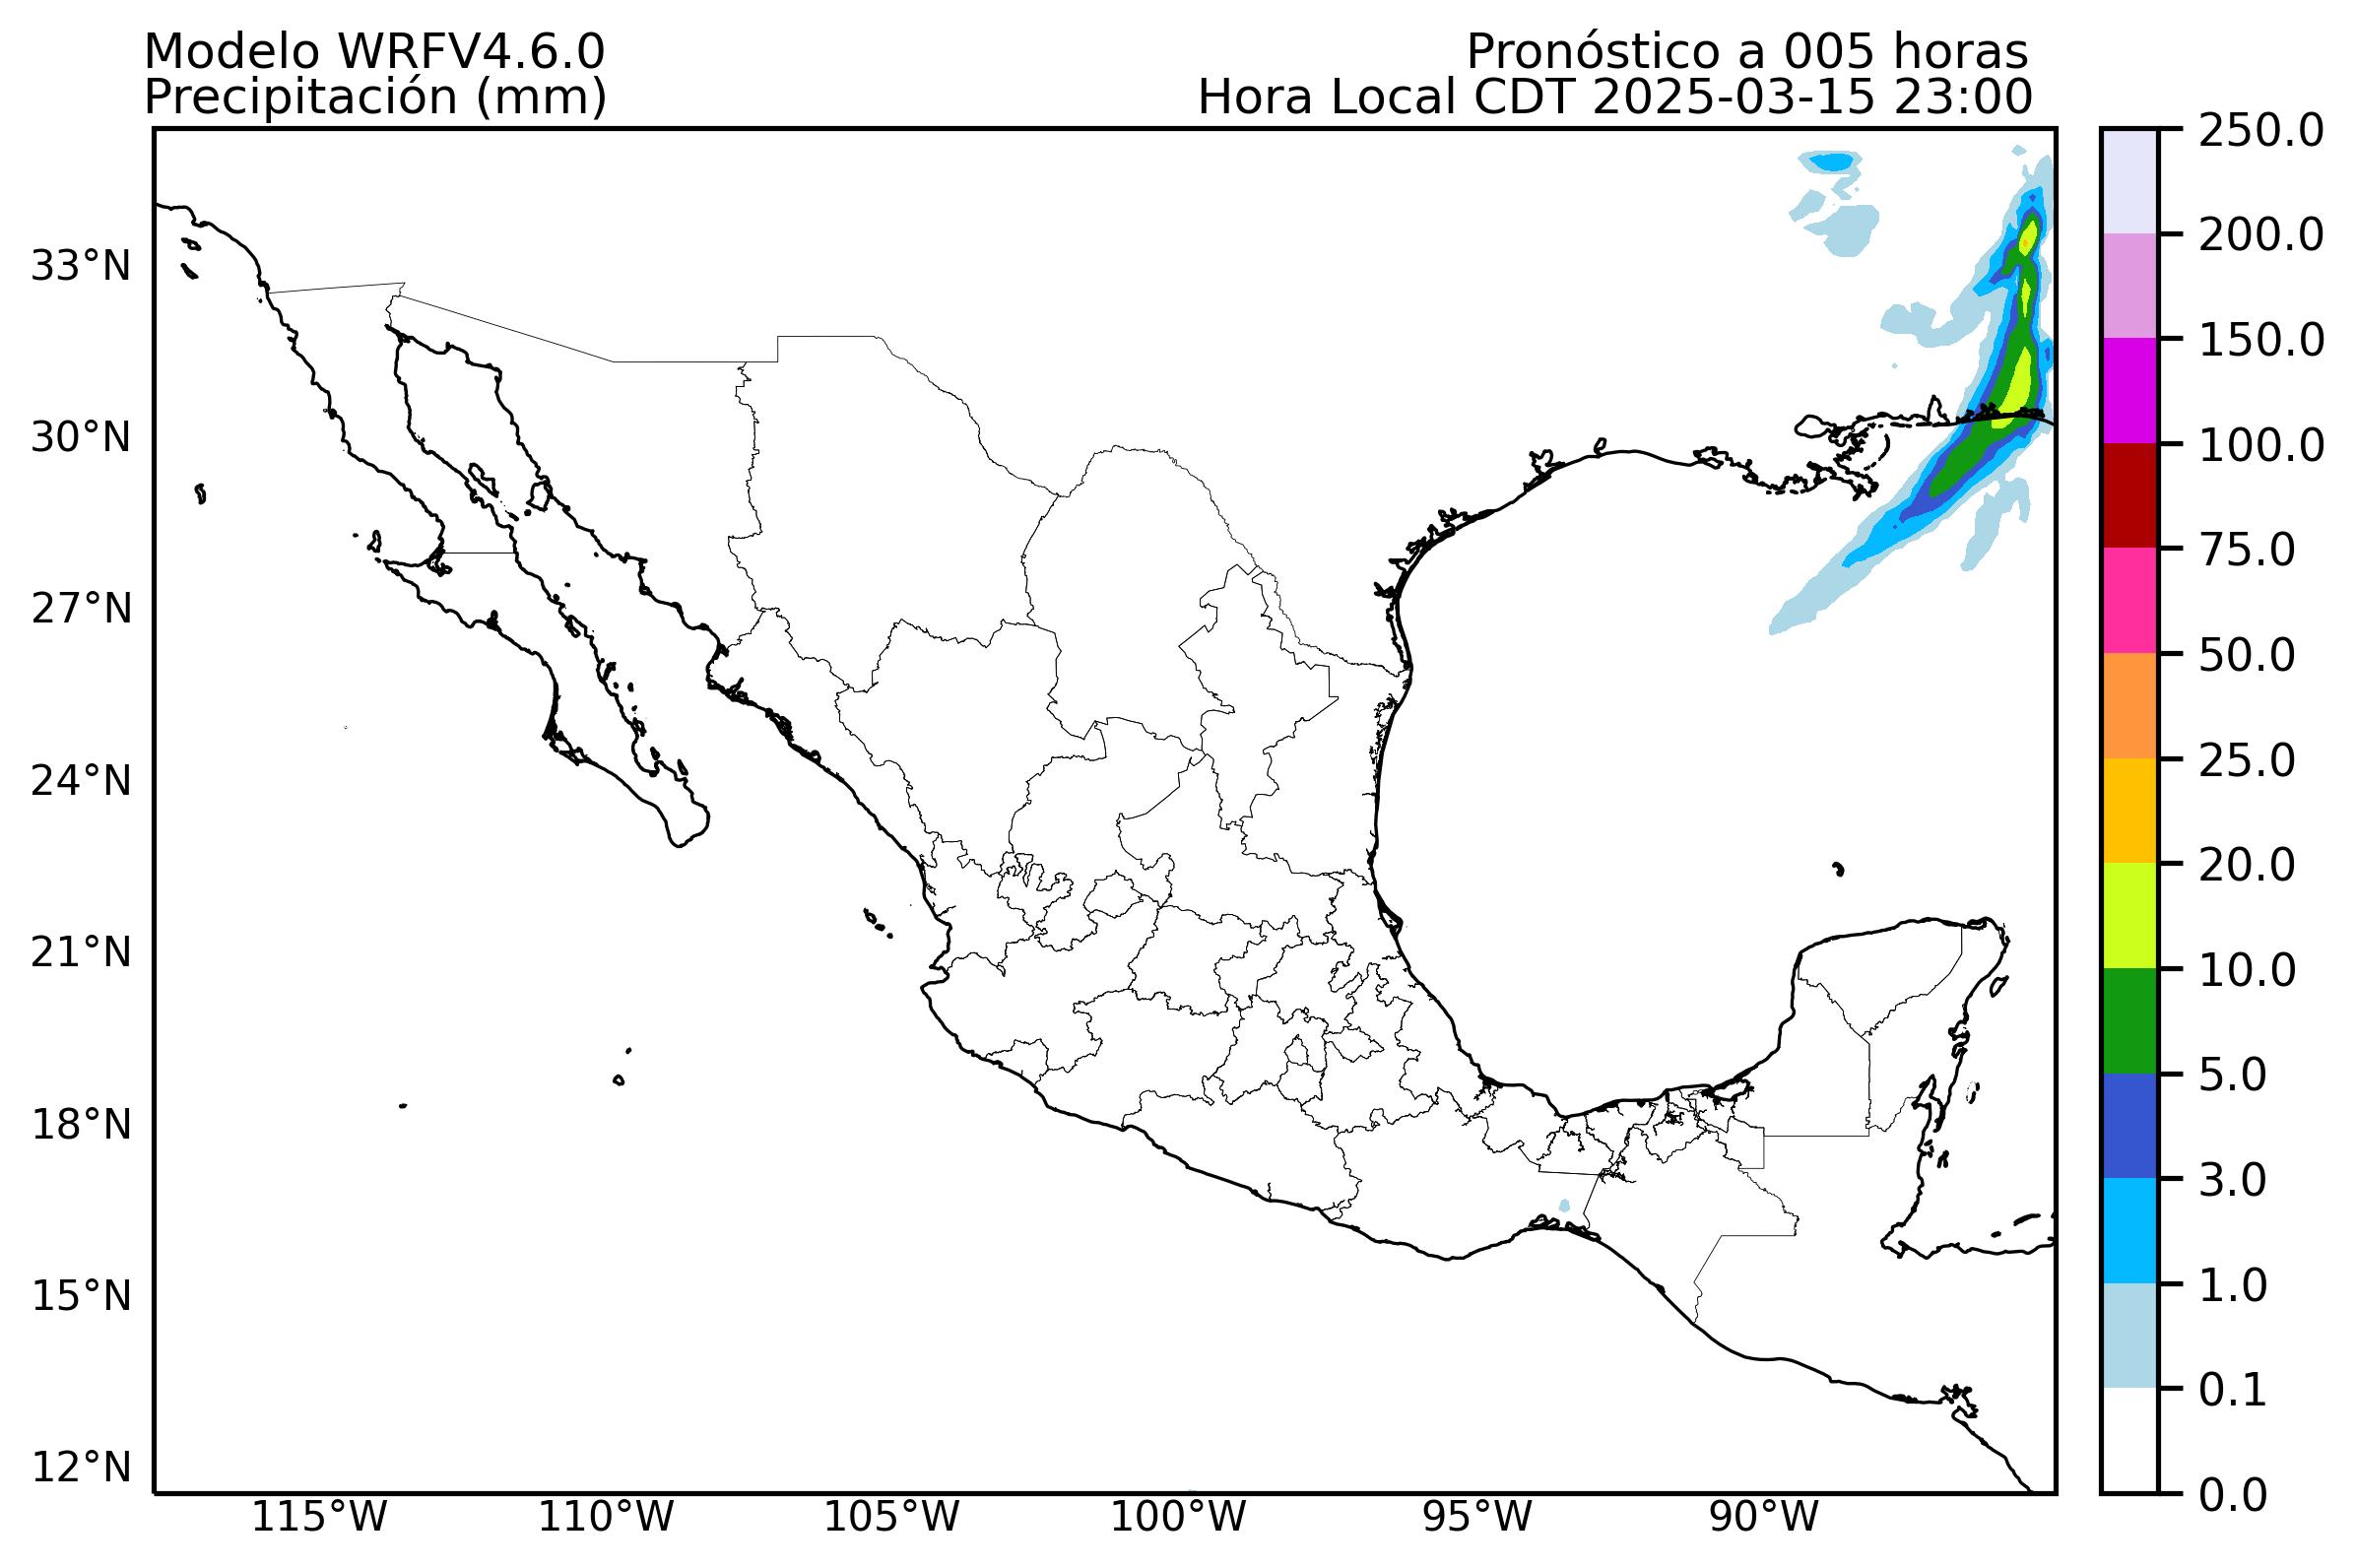 Modelo WRFV4.6.0
Pronóstico a 005 horas
Precipitación (mm)
Hora Local CDT 2025-03-15 23:00
33°N
30°N
27°N
24°N
21°N
18°N
15°N
12°N
115°W
110°W
105°W
100°W
95°W
90°W
250.0
200.0
150.0
100.0
75.0
50.0
25.0
20.0
10.0
5.0
3.0
1.0
0.1
0.0